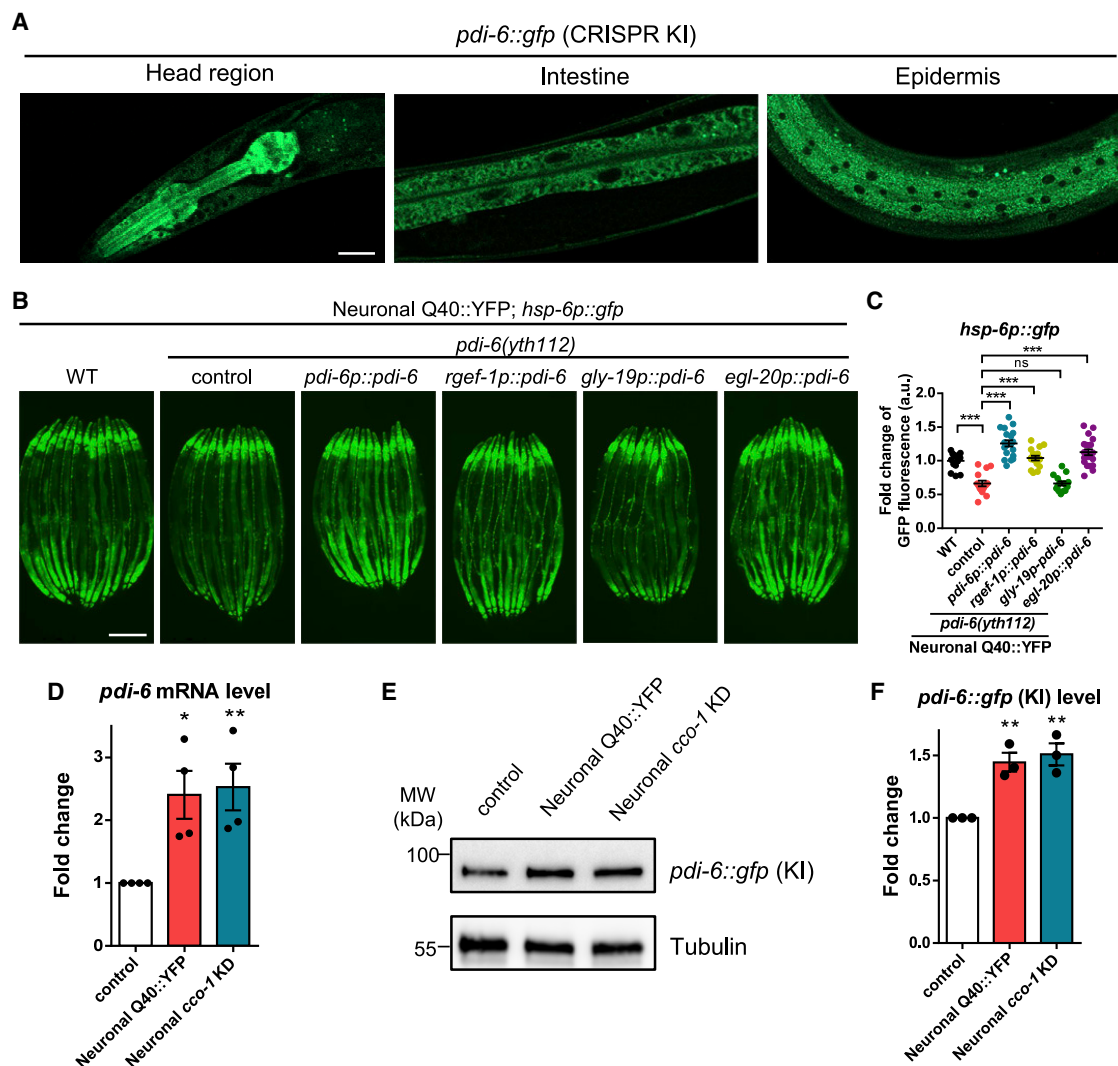 A
pdi-6::gfp (CRISPR KI)
Head region
Intestine
Epidermis
B
Neuronal Q40::YFP; hsp-6p::gfp
pdi-6(yth112)
WT
control
pdi-6p::pdi-6
rgef-1p::pdi-6
gly-19p::pdi-6
egl-20p::pdi-6
C
hsp-6p::gfp
***
ns
***
***
***
Fold change of
GFP fluorescence (a.u.)
2.0
1.5
1.0
0.5
0.0
WT
control
pdi-6p::pdi-6
rgef-1p::pdi-6
gly-19p-pdi-6
egl-20p::pdi-6
pdi-6(yth112)
Neuronal Q40::YFP
D
pdi-6 mRNA level
*
**
Fold change
3
2
1
0
control
Neuronal Q40::YFP
Neuronal cco-1 KD
E
control
Neuronal Q40::YFP
Neuronal cco-1 KD
MW
(kDa)
100
pdi-6::gfp (KI)
55
Tubulin
F
pdi-6::gfp (KI) level
**
**
Fold change
1.5
1.0
0.5
0.0
control
Neuronal Q40::YFP
Neuronal cco-1 KD